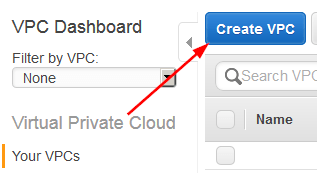 VPC Dashboard
Filter by VPC:
None
Virtual Private Cloud
Your VPCs
Create VPC
Search VPC
Name